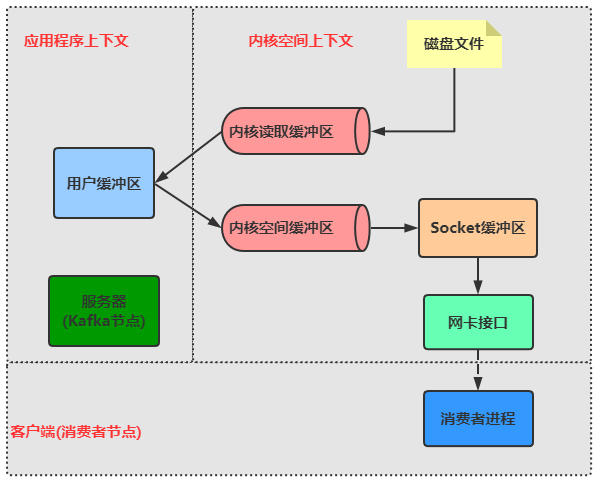 应用程序上下文
内核空间上下文
磁盘文件
内核读取缓冲区
用户缓冲区
内核空间缓冲区
Socket缓冲区
服务器
(Kafka节点)
网卡接口
消费者进程
客户端(消费者节点)